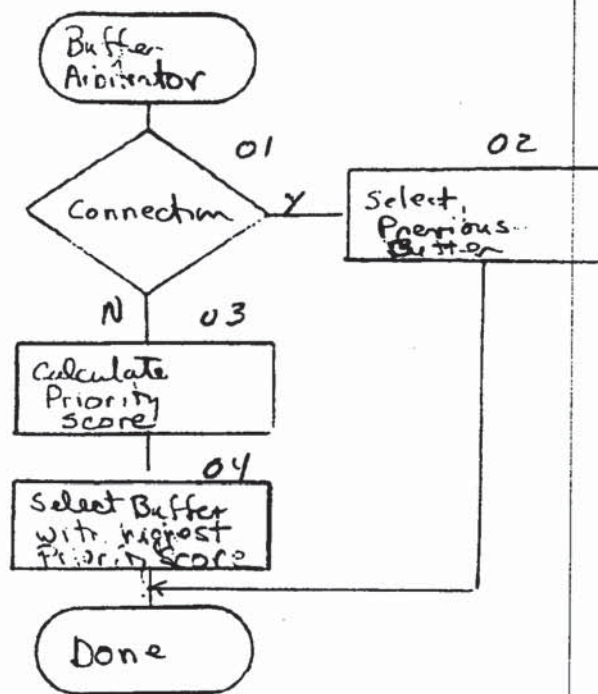 Buffer
Arbitrator
01
02
Connection
Y
Select
Previous
N
03
Calculate
Priority
Score
04
Select Buffer
with highest
Priority Score
Done